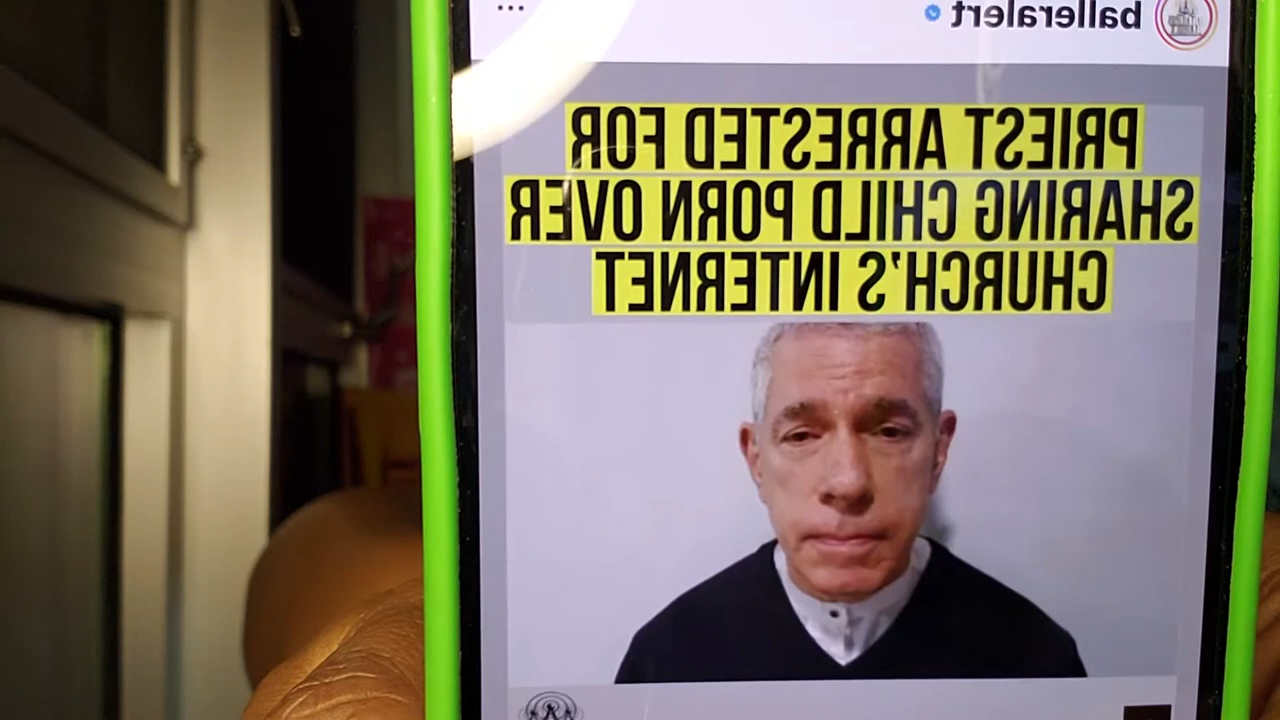 balleralert
PRIEST ARRESTED FOR
SHARING CHILD PORN OVER
CHURCH'S INTERNET